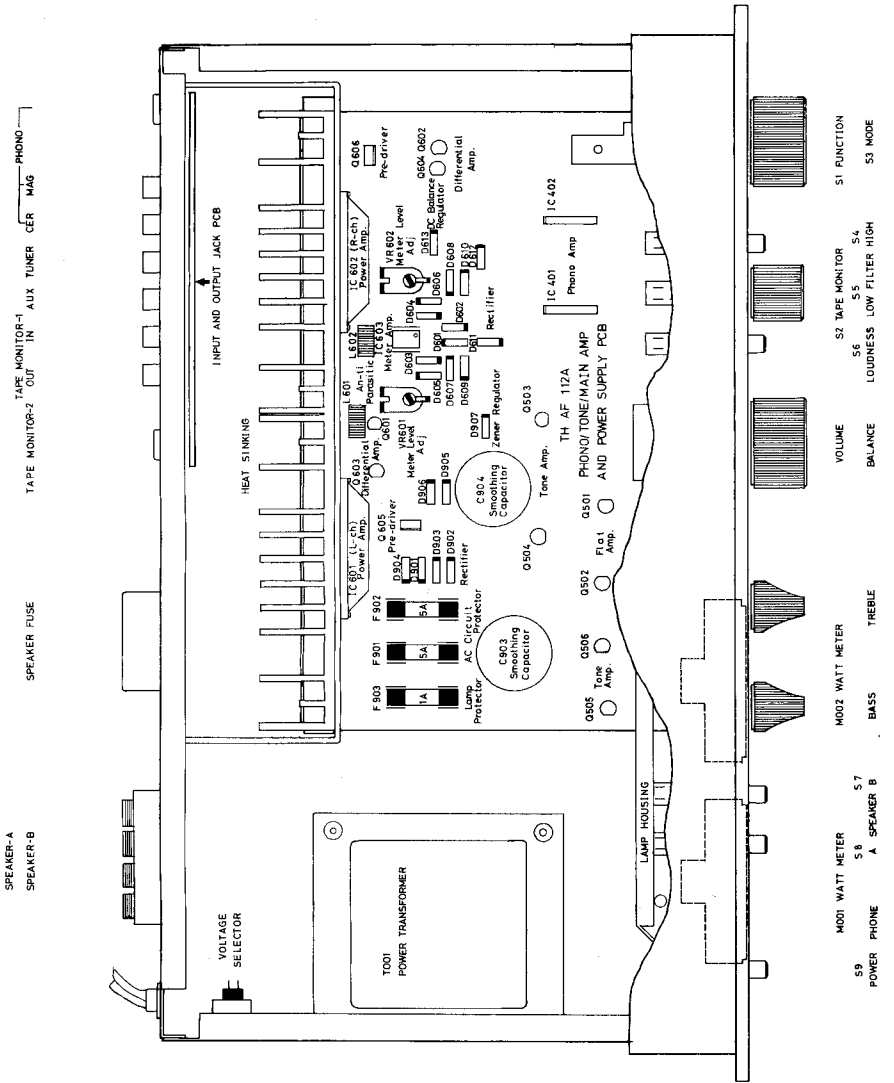 SPEAKER-A
SPEAKER-B
SPEAKER FUSE
TAPE MONITOR-1
TAPE MONITOR-2 OUT IN AUX TUNER CER MAG
PHONO
VOLTAGE
SELECTOR
T001
POWER TRANSFORMER
HEAT SINKING
INPUT AND OUTPUT JACK PCB
F903
1A
Lamp
Protector
F901
5A
F902
5A
AC Circuit
Protector
IC601 (L-ch)
Power Amp.
D904
D901
D903
D902
Rectifier
Q605
Pre-driver
D906
D905
Q603
Differential
Amp.
Q601
L601
An-ti
Parasitic
L602
VR601
Meter Level
Adj
IC603
Meter Amp.
D603
D605
D607
D609
D601
D611
D604
D606
D602
D608
D610
D612
Rectifier
IC602 (R-ch)
Power Amp.
VR602
Meter Level
Adj
D613
DC Balance
Regulator
Q606
Pre-driver
Q604
Q602
Differential
Amp.
C903
Smoothing
Capacitor
C904
Smoothing
Capacitor
D907
Zener Regulator
Q504
Tone Amp.
Q503
Q505
Tone
Amp.
Q506
Q502
Flat
Amp.
Q501
TH AF 112A
PHONO/TONE/MAIN AMP
AND POWER SUPPLY PCB
IC 401
Phono Amp
IC 402
LAMP HOUSING
M001 WATT METER
M002 WATT METER
VOLUME
S2 TAPE MONITOR
S1 FUNCTION
S9
S8
S7
S6
S5
S4
POWER
PHONE
A SPEAKER B
BASS
TREBLE
BALANCE
LOUDNESS LOW FILTER HIGH
S3 MODE